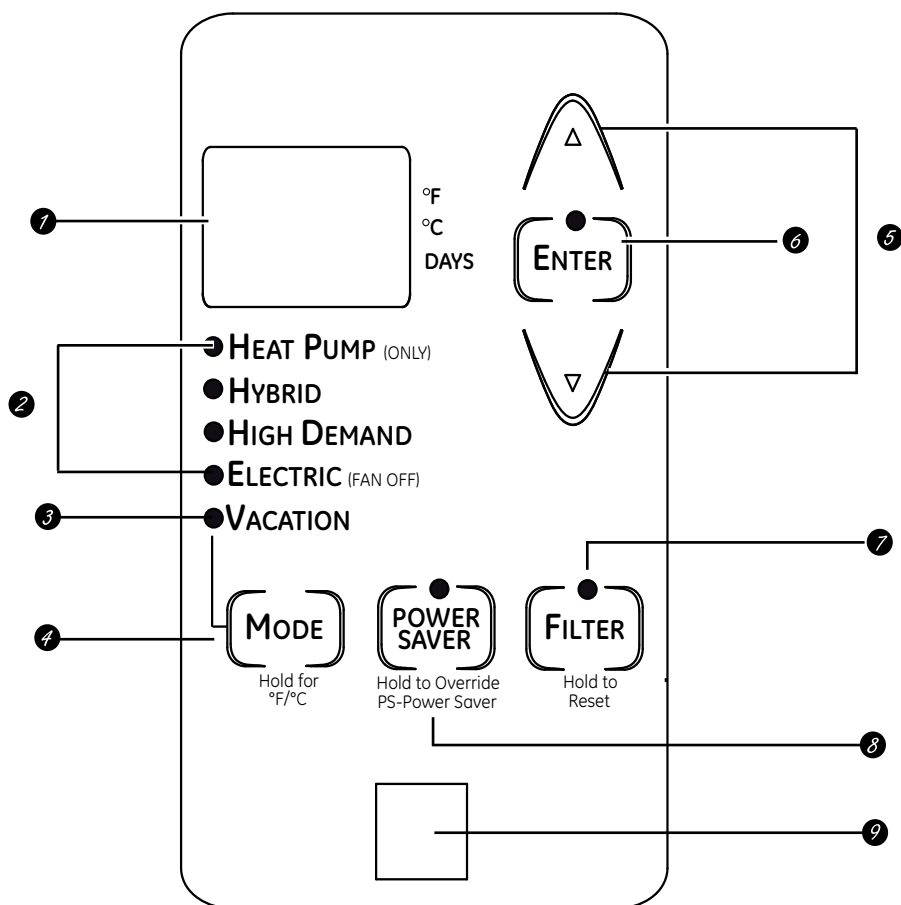 °F
°C
DAYS
ENTER
HEAT PUMP (ONLY)
HYBRID
HIGH DEMAND
ELECTRIC (FAN OFF)
VACATION
MODE
Hold for
°F/°C
POWER
SAVER
Hold to Override
PS-Power Saver
FILTER
Hold to
Reset
1
2
3
4
5
6
7
8
9